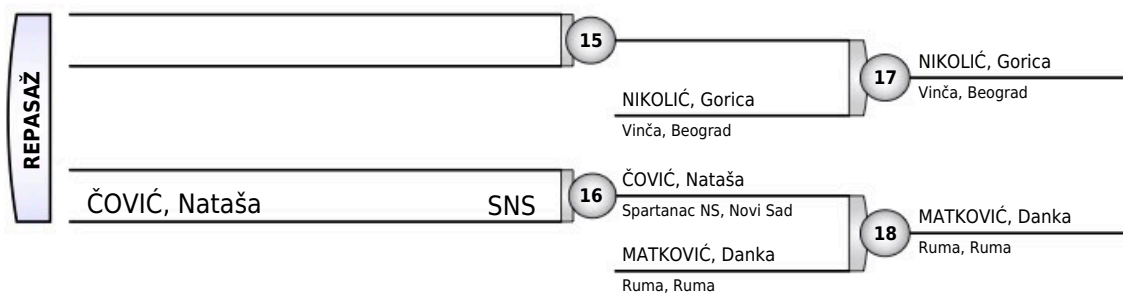 REPASAŽ
15
NIKOLIĆ, Gorica
Vinča, Beograd
17
NIKOLIĆ, Gorica
Vinča, Beograd
ČOVIĆ, Nataša SNS
16
ČOVIĆ, Nataša
Spartanac NS, Novi Sad
MATKOVIĆ, Danka
Ruma, Ruma
18
MATKOVIĆ, Danka
Ruma, Ruma